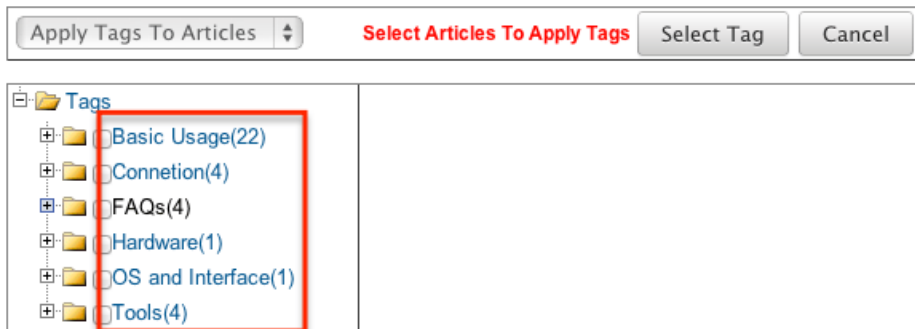 Apply Tags To Articles Select Articles To Apply Tags Select Tag Cancel
Tags
Basic Usage(22)
Connetion(4)
FAQs(4)
Hardware(1)
OS and Interface(1)
Tools(4)